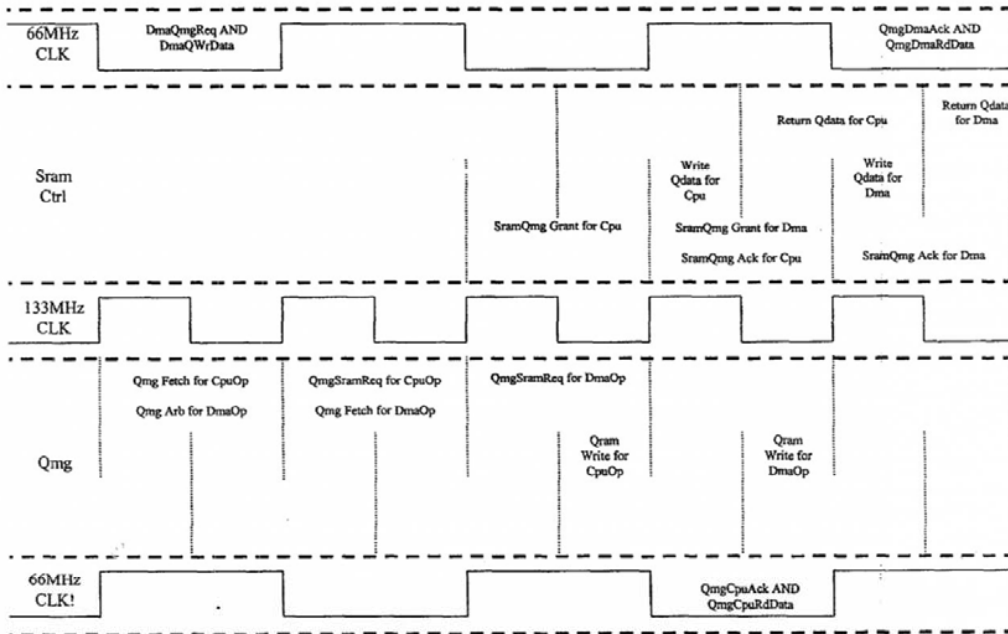 66MHz
CLK
DmaQmgReq AND
DmaQWrData
QmgDmaAck AND
QmgDmaRdData
Sram
Ctrl
Return Qdata for Cpu
Return Qdata
for Dma
Write
Qdata for
Cpu
Write
Qdata for
Dma
SramQmg Grant for Cpu
SramQmg Grant for Dma
SramQmg Ack for Cpu
SramQmg Ack for Dma
133MHz
CLK
Qmg
Qmg Fetch for CpuOp
QmgSramReq for CpuOp
QmgSramReq for DmaOp
Qmg Arb for DmaOp
Qmg Fetch for DmaOp
Qram
Write for
CpuOp
Qram
Write for
DmaOp
66MHz
CLK!
QmgCpuAck AND
QmgCpuRdData